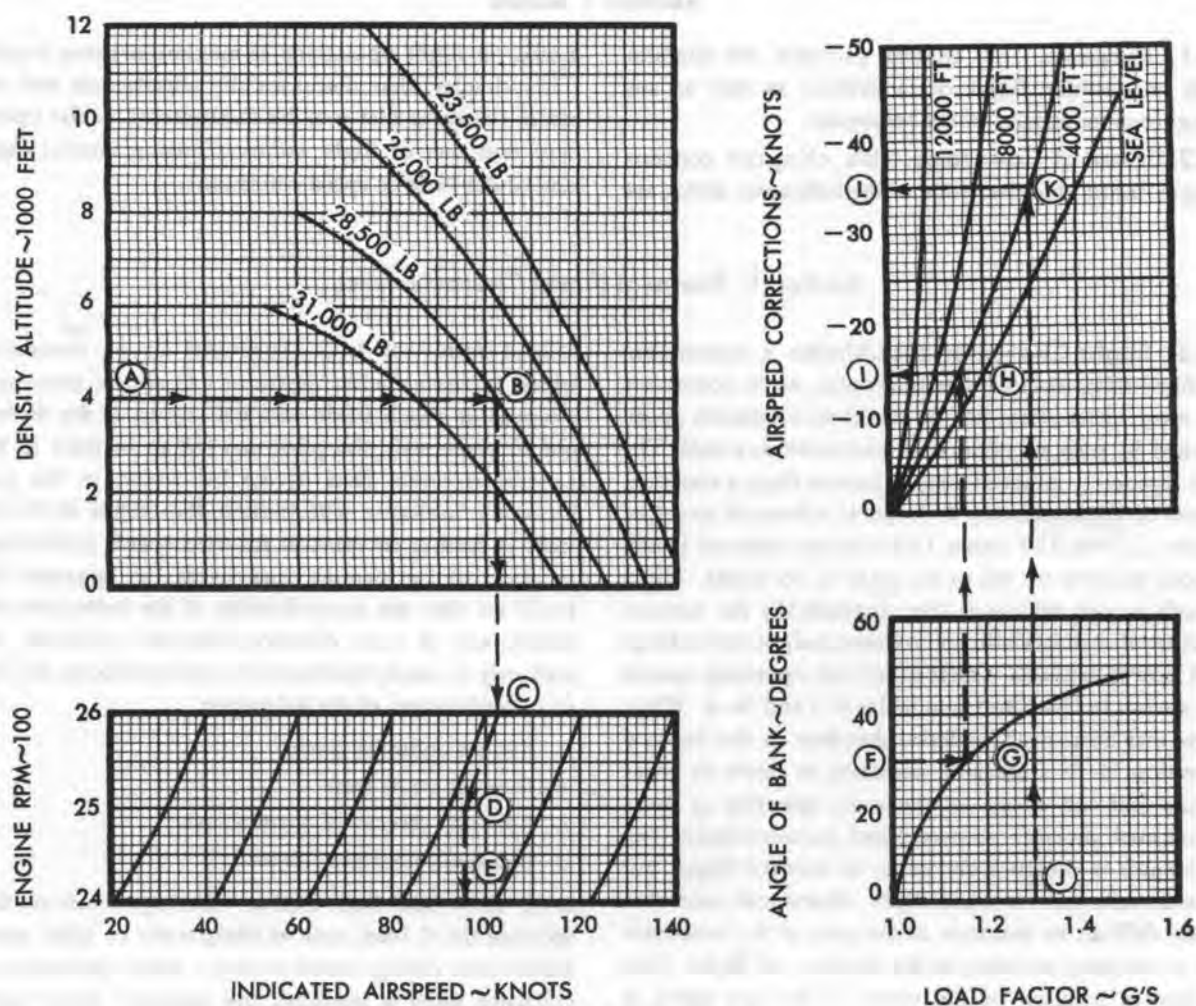 DENSITY ALTITUDE ~ 1000 FEET
12
10
8
6
4
2
0
23,500 LB
26,000 LB
28,500 LB
31,000 LB
A
B
C
ENGINE RPM ~ 100
26
25
24
D
E
20
40
60
80
100
120
140
INDICATED AIRSPEED ~ KNOTS
AIRSPEED CORRECTIONS ~ KNOTS
-50
-40
-30
-20
-10
0
12000 FT
8000 FT
4000 FT
SEA LEVEL
L
K
I
H
ANGLE OF BANK ~ DEGREES
60
40
20
0
F
G
J
1.0
1.2
1.4
1.6
LOAD FACTOR ~ G'S